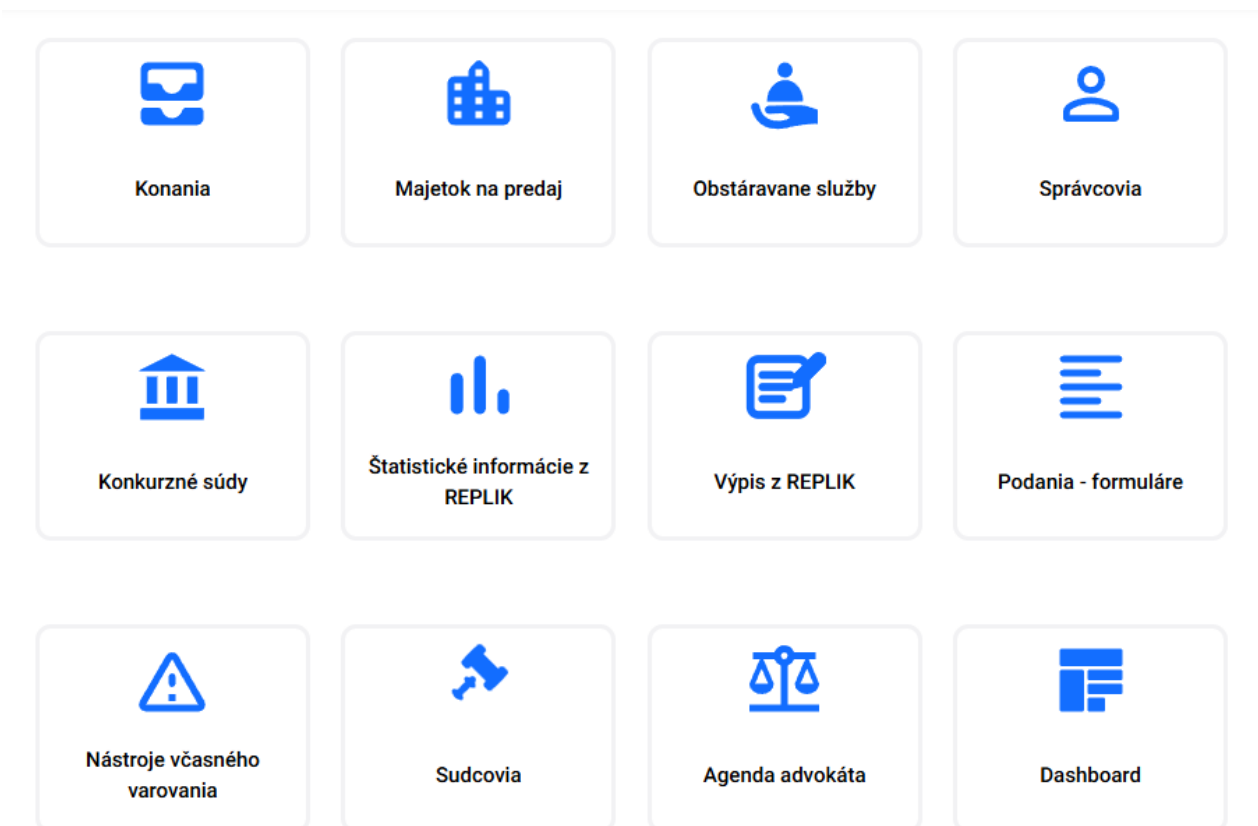 Konania
Majetok na predaj
Obstáravane služby
Správcovia
Konkurzné súdy
Štatistické informácie z
REPLIK
Výpis z REPLIK
Podania - formuláre
Nástroje včasného
varovania
Sudcovia
Agenda advokáta
Dashboard